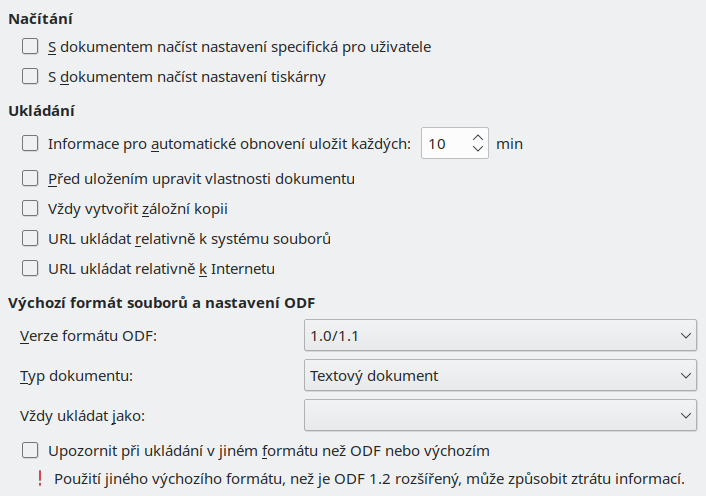 Načítání
S dokumentem načíst nastavení specifická pro uživatele
S dokumentem načíst nastavení tiskárny
Ukládání
Informace pro automatické obnovení uložit každých: 10 min
Před uložením upravit vlastnosti dokumentu
Vždy vytvořit záložní kopii
URL ukládat relativně k systému souborů
URL ukládat relativně k Internetu
Výchozí formát souborů a nastavení ODF
Verze formátu ODF: 1.0/1.1
Typ dokumentu: Textový dokument
Vždy ukládat jako:
Upozornit při ukládání v jiném formátu než ODF nebo výchozím
! Použití jiného výchozího formátu, než je ODF 1.2 rozšířený, může způsobit ztrátu informací.